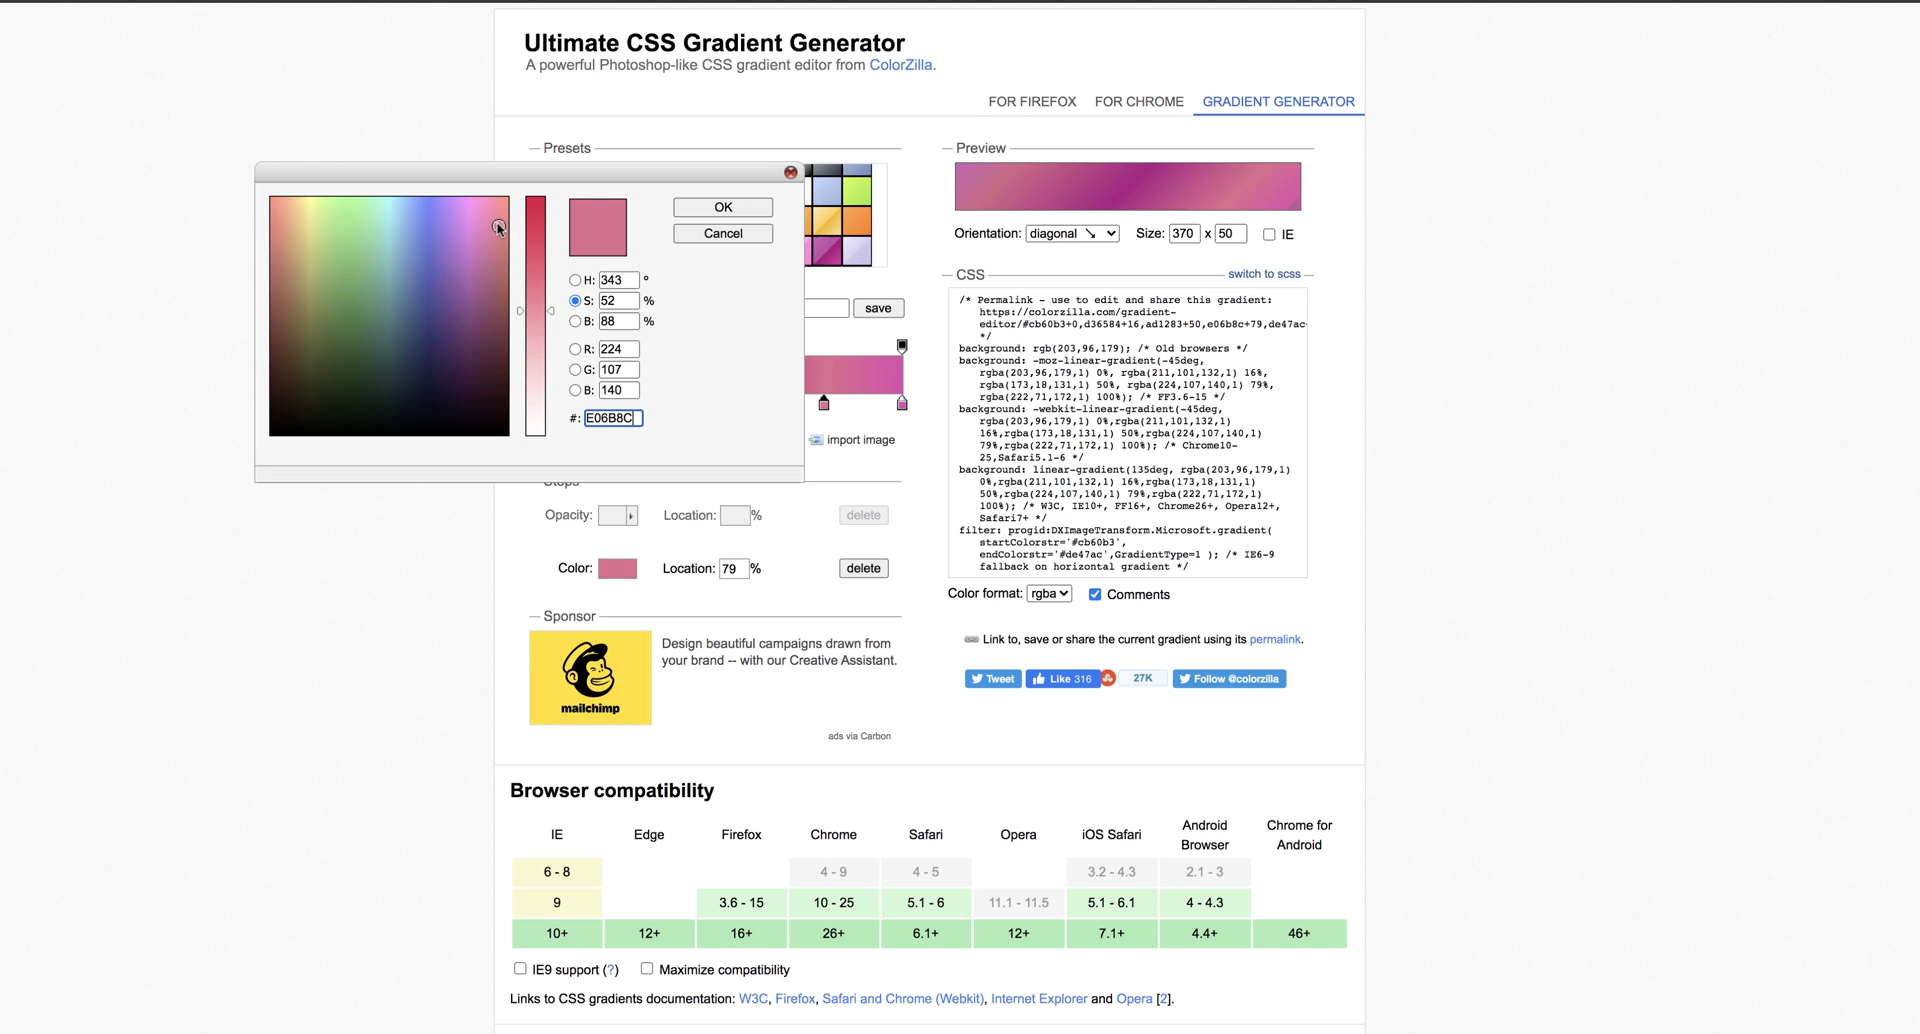 Ultimate CSS Gradient Generator
A powerful Photoshop-like CSS gradient editor from ColorZilla.
FOR FIREFOX FOR CHROME GRADIENT GENERATOR
Presets
Preview
OK
Cancel
H: 343 °
S: 52 %
B: 88 %
R: 224
G: 107
B: 140
#: E06B8C
save
import image
Orientation: diagonal ↘ Size: 370 x 50 IE
CSS
switch to scss
/* Permalink - use to edit and share this gradient:
https://colorzilla.com/gradient-
editor/#cb60b3+0,d36584+16,ad1283+50,e06b8c+79,de47ac
*/
background: rgb(203,96,179); /* Old browsers */
background: -moz-linear-gradient(-45deg,
rgba(203,96,179,1) 0%, rgba(211,101,132,1) 16%,
rgba(173,18,131,1) 50%, rgba(224,107,140,1) 79%,
rgba(222,71,172,1) 100%); /* FF3.6-15 */
background: -webkit-linear-gradient(-45deg,
rgba(203,96,179,1) 0%,rgba(211,101,132,1)
16%,rgba(173,18,131,1) 50%,rgba(224,107,140,1)
79%,rgba(222,71,172,1) 100%); /* Chrome10-
25,Safari5.1-6 */
background: linear-gradient(135deg, rgba(203,96,179,1)
0%,rgba(211,101,132,1) 16%,rgba(173,18,131,1)
50%,rgba(224,107,140,1) 79%,rgba(222,71,172,1)
100%); /* W3C, IE10+, FF16+, Chrome26+, Opera12+,
Safari7+ */
filter: progid:DXImageTransform.Microsoft.gradient(
startColorstr='#cb60b3',
endColorstr='#de47ac',GradientType=1 ); /* IE6-9
fallback on horizontal gradient */
Stops
Opacity: Location: % delete
Color: Location: 79 % delete
Color format: rgba Comments
Sponsor
mailchimp
Design beautiful campaigns drawn from
your brand -- with our Creative Assistant.
ads via Carbon
Link to, save or share the current gradient using its permalink.
Tweet Like 316 27K Follow @colorzilla
Browser compatibility
IE Edge Firefox Chrome Safari Opera iOS Safari Android Browser Chrome for Android
6 - 8 4 - 9 4 - 5 3.2 - 4.3 2.1 - 3
9 3.6 - 15 10 - 25 5.1 - 6 11.1 - 11.5 5.1 - 6.1 4 - 4.3
10+ 12+ 16+ 26+ 6.1+ 12+ 7.1+ 4.4+ 46+
IE9 support (?) Maximize compatibility
Links to CSS gradients documentation: W3C, Firefox, Safari and Chrome (Webkit), Internet Explorer and Opera [2].